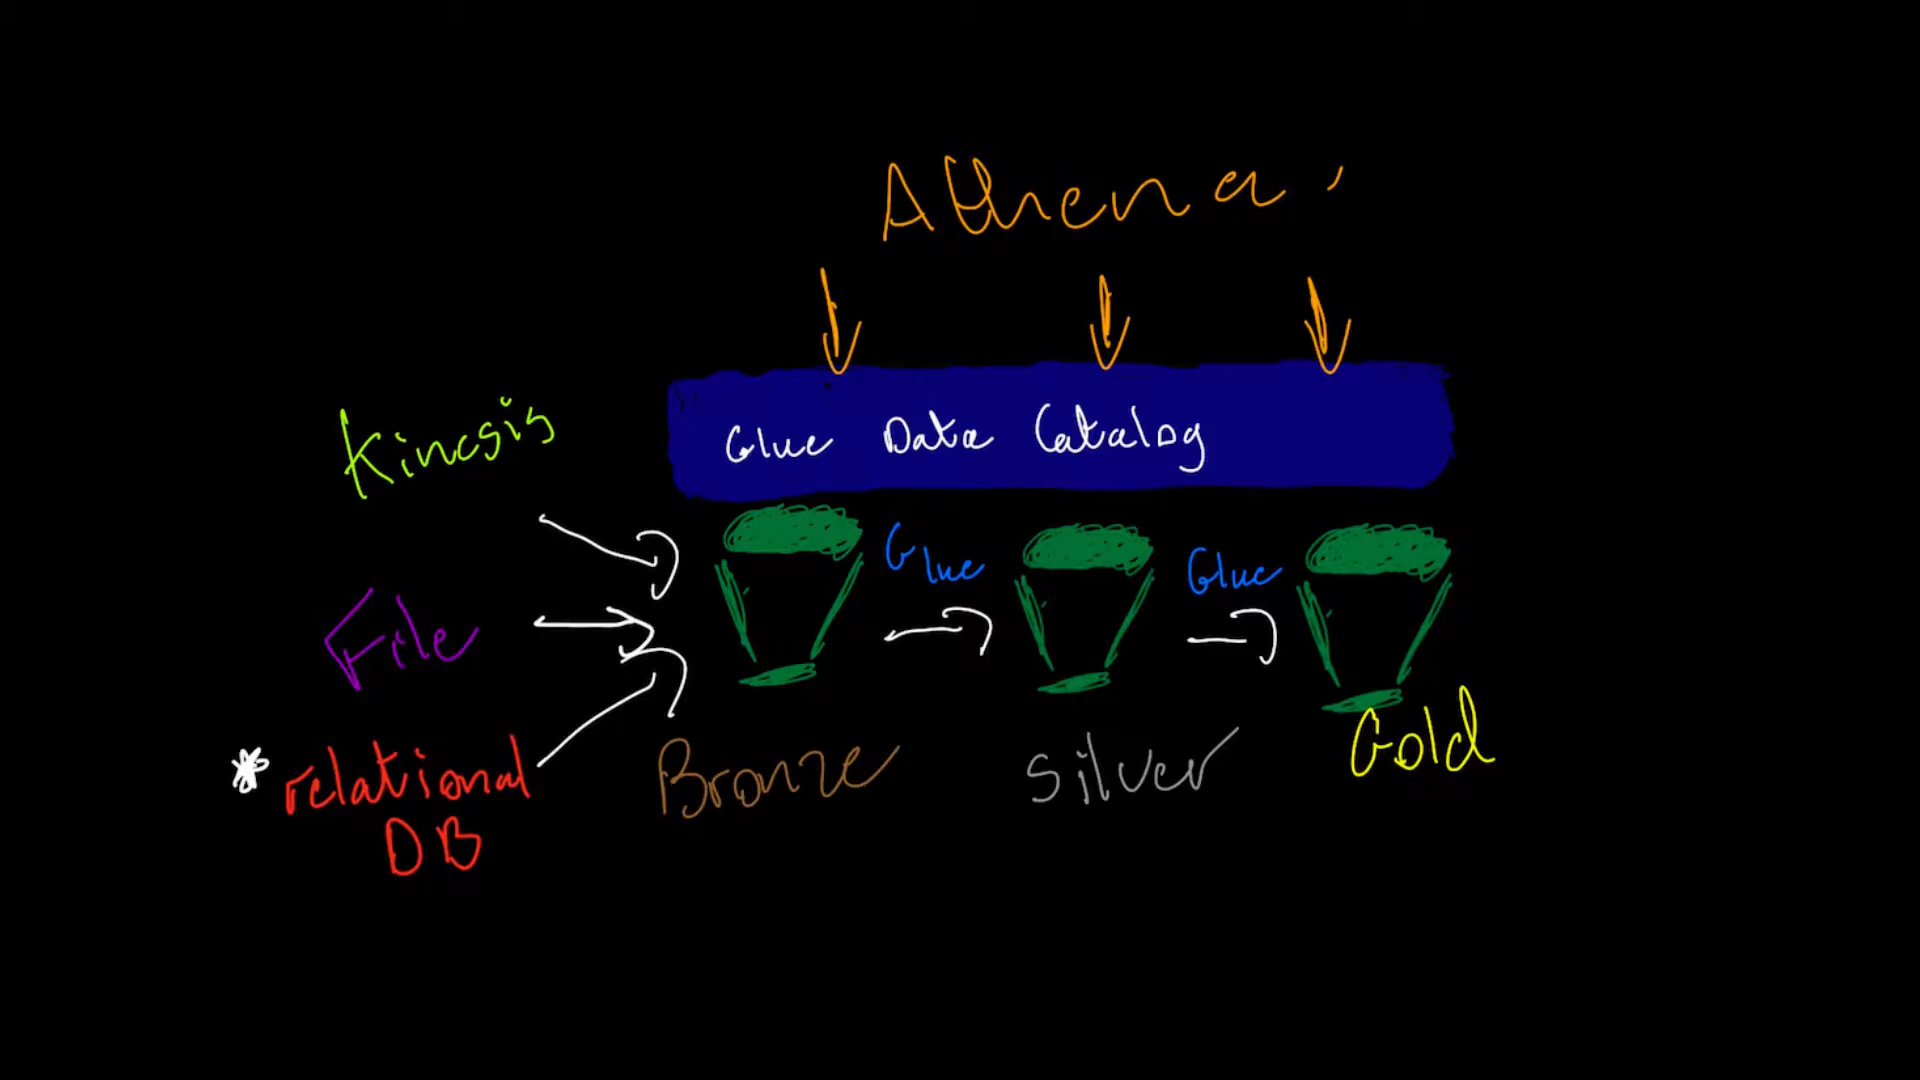 Athena
Kinesis
Glue Data Catalog
Glue
Glue
File
* relational
DB
Bronze
Silver
Gold